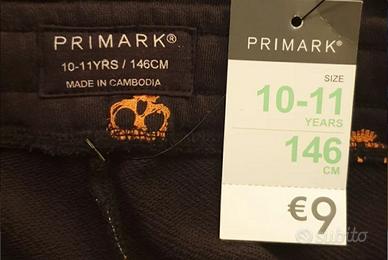 PRIMARK®
10-11YRS / 146CM
MADE IN CAMBODIA
PRIMARK®
SIZE
10-11
YEARS
146
CM
€9
subito